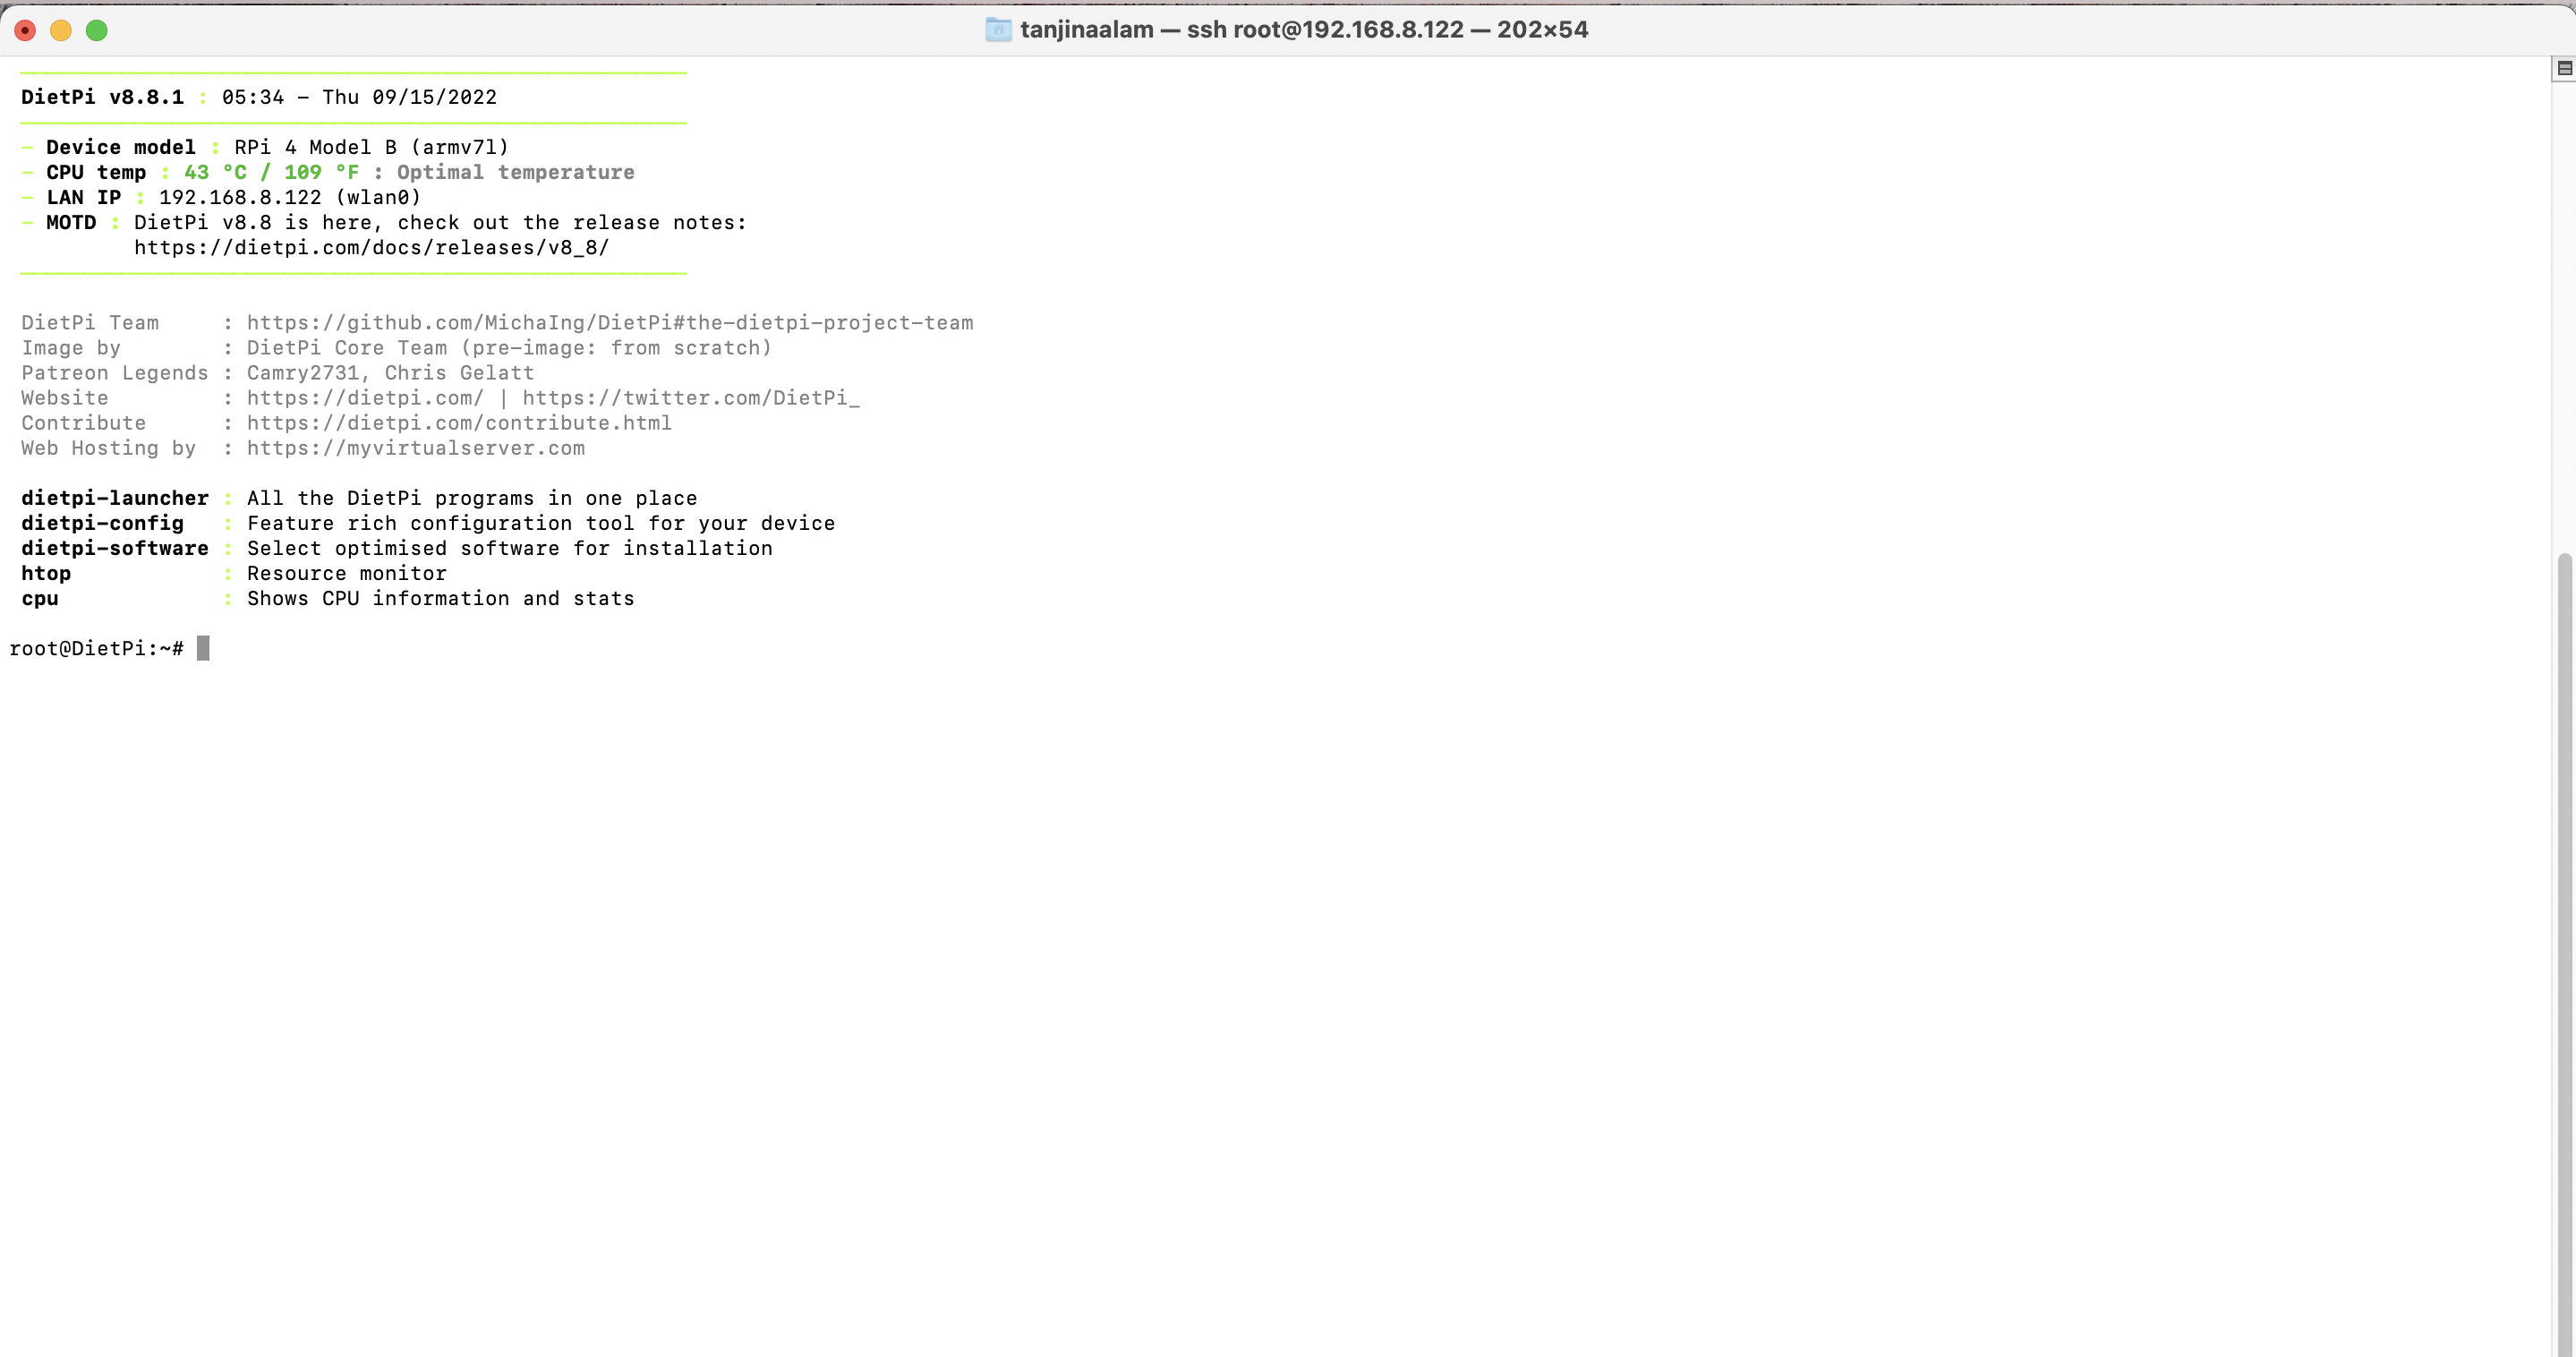 tanjinaalam — ssh root@192.168.8.122 — 202×54
DietPi v8.8.1 : 05:34 - Thu 09/15/2022
- Device model : RPi 4 Model B (armv7l)
- CPU temp : 43 °C / 109 °F : Optimal temperature
- LAN IP : 192.168.8.122 (wlan0)
- MOTD : DietPi v8.8 is here, check out the release notes:
https://dietpi.com/docs/releases/v8_8/
DietPi Team : https://github.com/MichaIng/DietPi#the-dietpi-project-team
Image by : DietPi Core Team (pre-image: from scratch)
Patreon Legends : Camry2731, Chris Gelatt
Website : https://dietpi.com/ | https://twitter.com/DietPi_
Contribute : https://dietpi.com/contribute.html
Web Hosting by : https://myvirtualserver.com
dietpi-launcher : All the DietPi programs in one place
dietpi-config : Feature rich configuration tool for your device
dietpi-software : Select optimised software for installation
htop : Resource monitor
cpu : Shows CPU information and stats
root@DietPi:~#